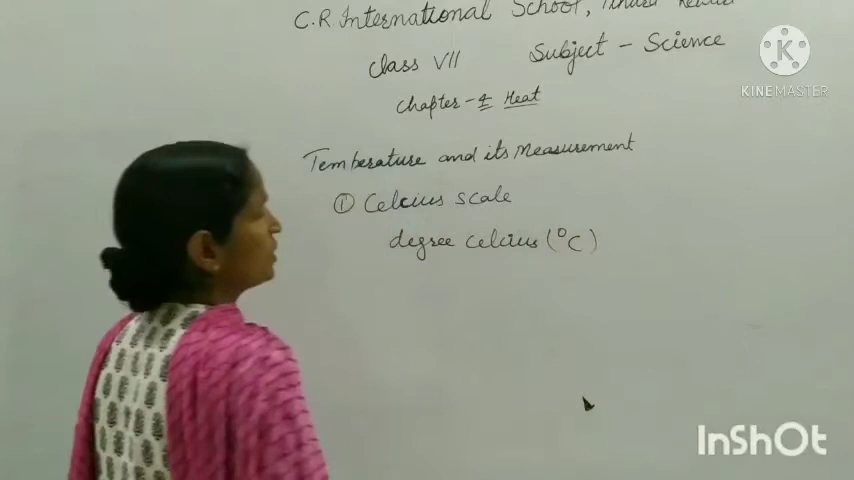 C.R International School,
Class VII Subject - Science
Chapter - 4 Heat
Temperature and its Measurement
① Celcius scale
degree celcius (°C)
K
KINEMASTER
InShOt